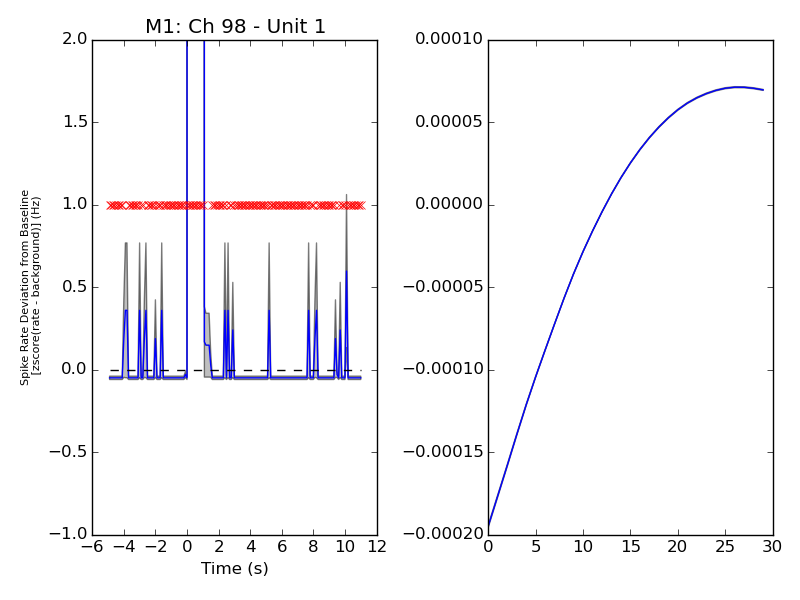 M1: Ch 98 - Unit 1
Spike Rate Deviation from Baseline
[zscore(rate - background)] (Hz)
2.0
1.5
1.0
0.5
0.0
−0.5
−1.0
−6 −4 −2 0 2 4 6 8 10 12
Time (s)
0.00010
0.00005
0.00000
−0.00005
−0.00010
−0.00015
−0.00020
0 5 10 15 20 25 30